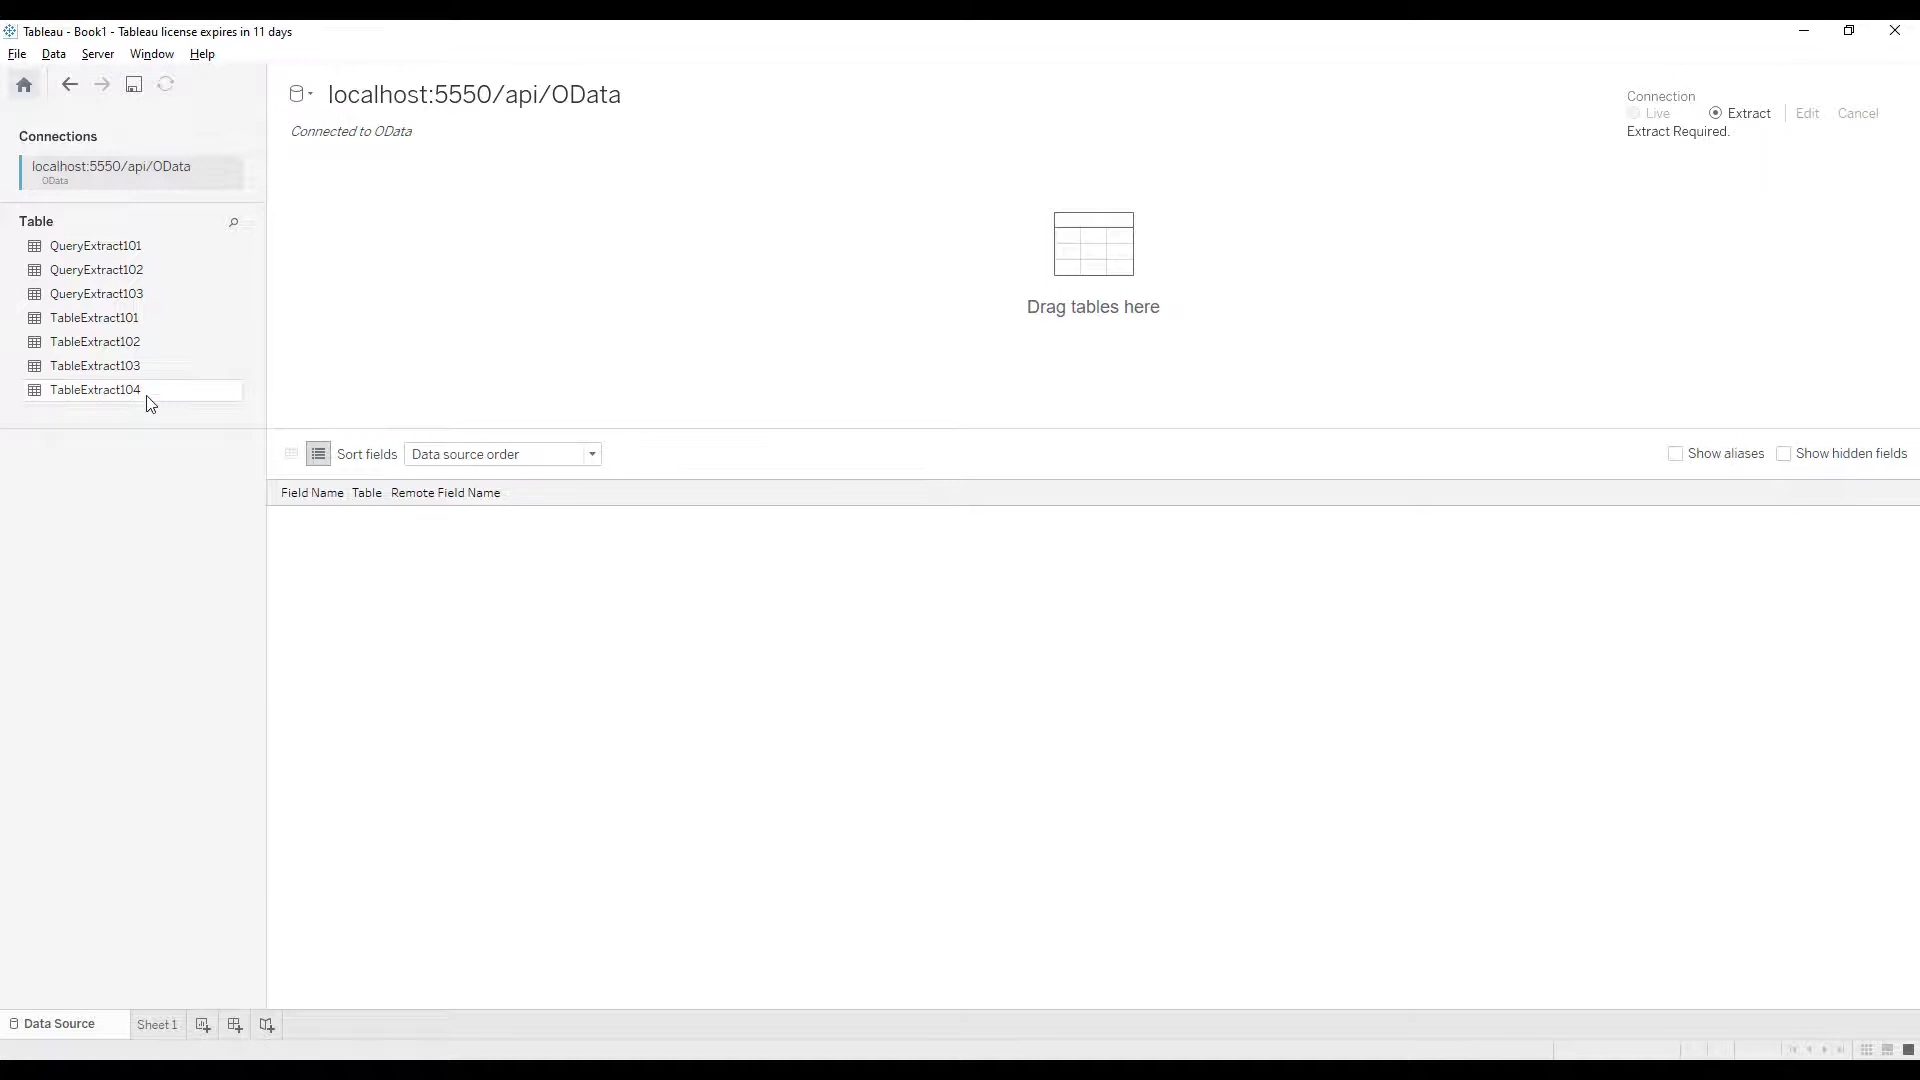 Tableau - Book1 - Tableau license expires in 11 days
File Data Server Window Help
Connections
localhost:5550/api/OData
OData
Table
QueryExtract101
QueryExtract102
QueryExtract103
TableExtract101
TableExtract102
TableExtract103
TableExtract104
localhost:5550/api/OData
Connected to OData
Connection
Live Extract Edit Cancel
Extract Required.
Drag tables here
Sort fields Data source order Show aliases Show hidden fields
Field Name Table Remote Field Name
Data Source Sheet 1